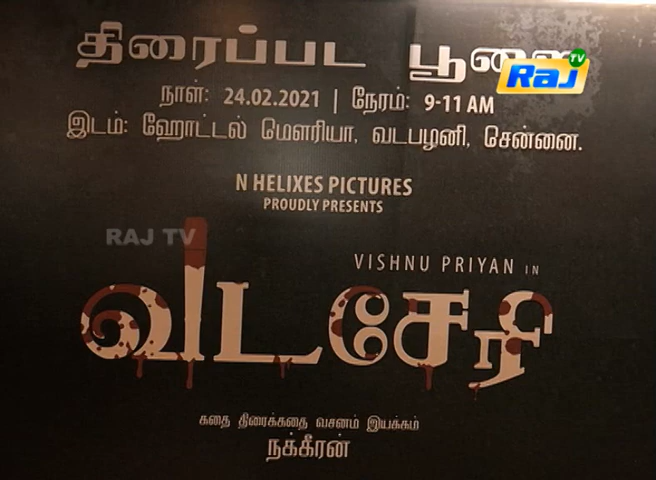 திரைப்பட பூஜை
Raj TV
நாள்: 24.02.2021 | நேரம்: 9-11 AM
இடம்: ஹோட்டல் மௌரியா, வடபழனி, சென்னை.
N HELIXES PICTURES
PROUDLY PRESENTS
RAJ TV
VISHNU PRIYAN IN
வடசேரி
கதை திரைக்கதை வசனம் இயக்கம்
நக்கீரன்